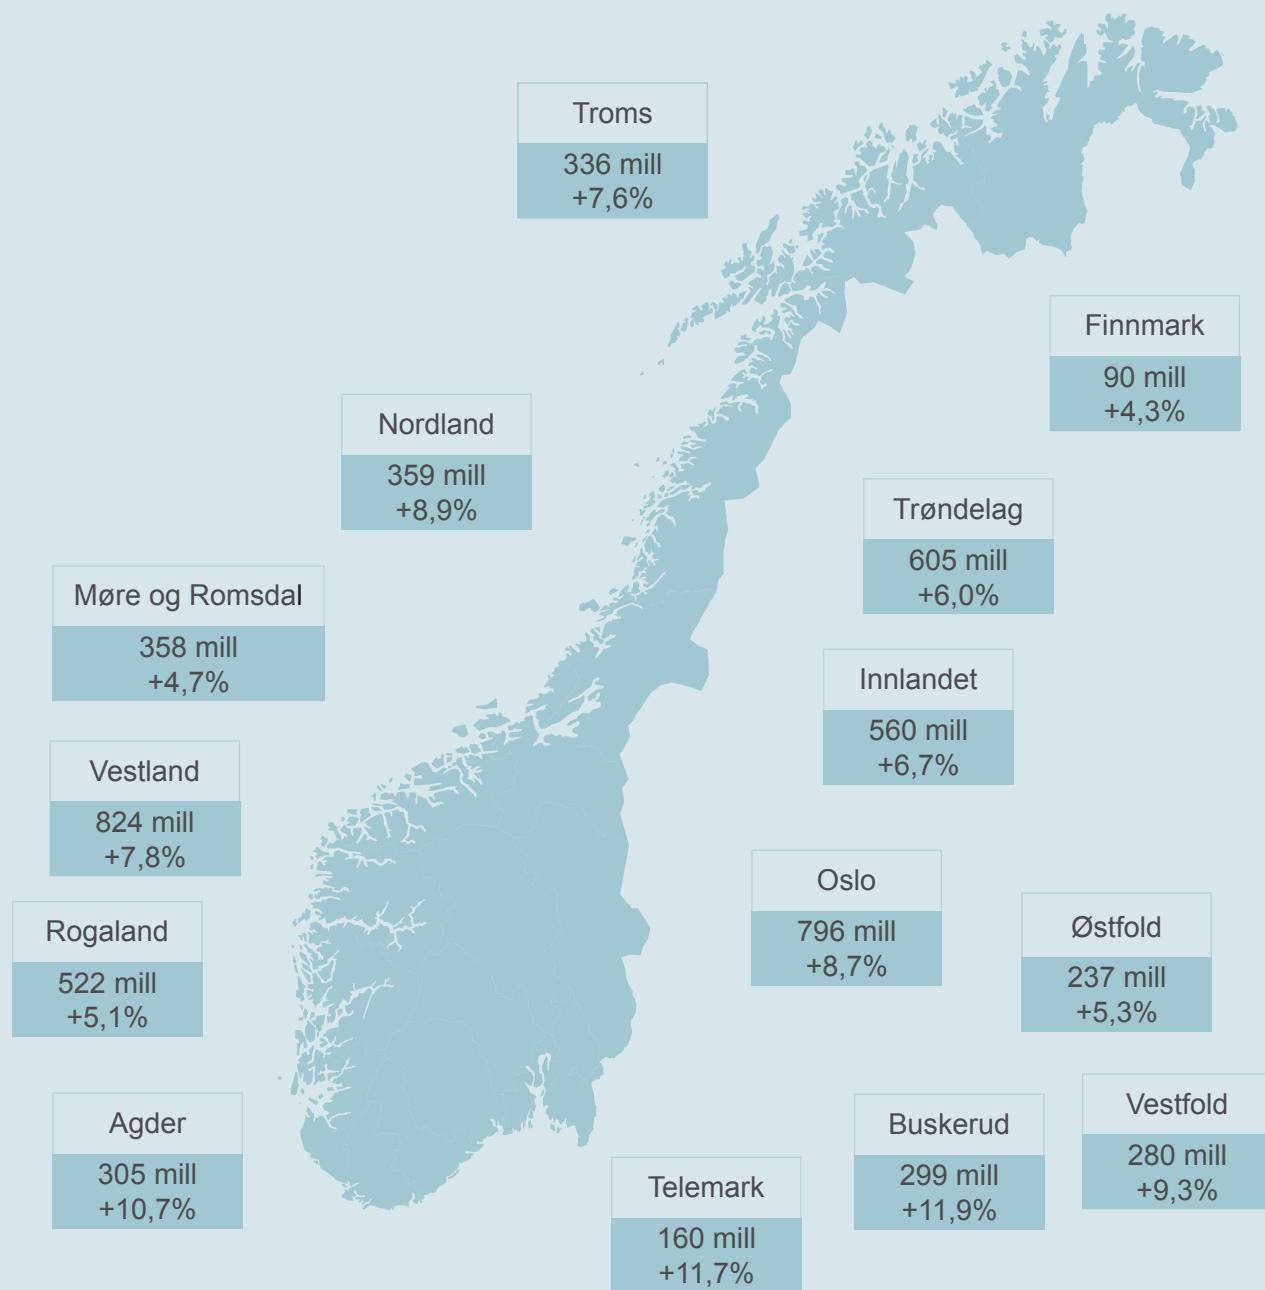 Troms
336 mill
+7,6%
Finnmark
90 mill
+4,3%
Nordland
359 mill
+8,9%
Trøndelag
605 mill
+6,0%
Møre og Romsdal
358 mill
+4,7%
Innlandet
560 mill
+6,7%
Vestland
824 mill
+7,8%
Oslo
796 mill
+8,7%
Rogaland
522 mill
+5,1%
Østfold
237 mill
+5,3%
Agder
305 mill
+10,7%
Buskerud
299 mill
+11,9%
Vestfold
280 mill
+9,3%
Telemark
160 mill
+11,7%